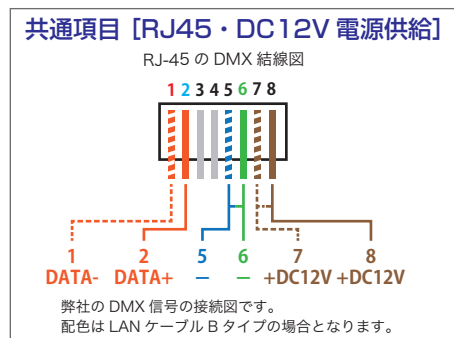 共通項目 [RJ45・DC12V 電源供給]
RJ-45 の DMX 結線図
1 2 3 4 5 6 7 8
1 2 5 6 7 8
DATA- DATA+ − − +DC12V +DC12V
弊社の DMX 信号の接続図です。
配色は LAN ケーブル B タイプの場合となります。